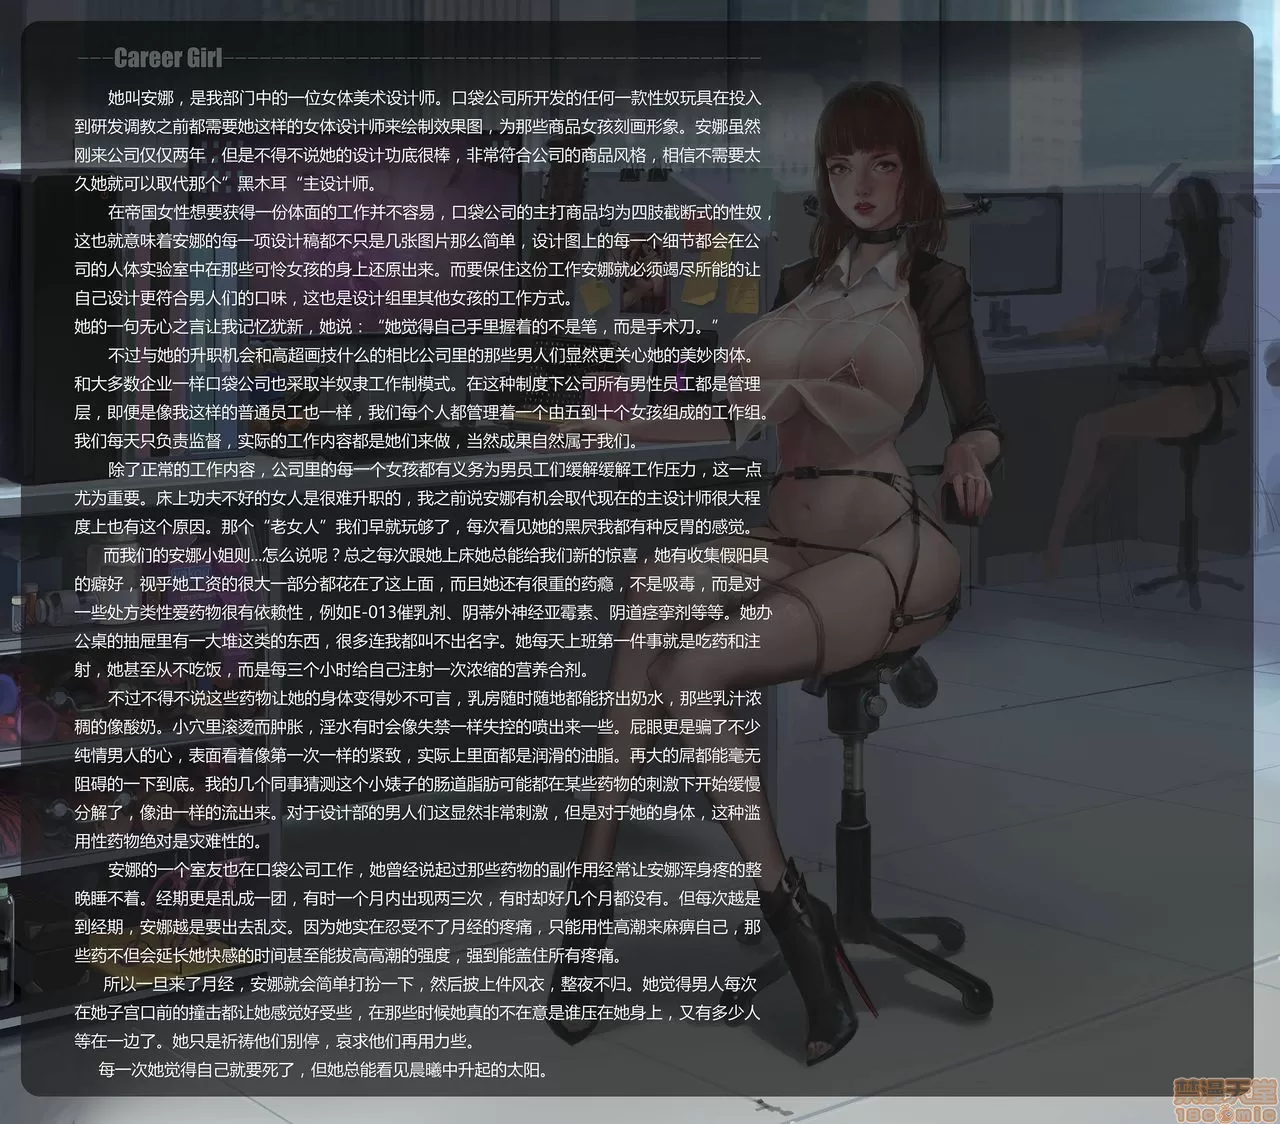 Career Girl
她叫安娜，是我部门中的一位女体美术设计师。口袋公司所开发的任何一款性奴玩具在投入
到研发调教之前都需要她这样的女体设计师来绘制效果图，为那些商品女孩刻画形象。安娜虽然
刚来公司仅仅两年，但是不得不说她的设计功底很棒，非常符合公司的商品风格，相信不需要太
久她就可以取代那个”黑木耳“主设计师。
在帝国女性想要获得一份体面的工作并不容易，口袋公司的主打商品均为四肢截断式的性奴，
这也就意味着安娜的每一项设计稿都不只是几张图片那么简单，设计图上的每一个细节都会在公
司的人体实验室中在那些可怜女孩的身上还原出来。而要保住这份工作安娜就必须竭尽所能的让
自己设计更符合男人们的口味，这也是设计组里其他女孩的工作方式。
她的一句无心之言让我记忆犹新，她说：“她觉得自己手里握着的不是笔，而是手术刀。”
不过与她的升职机会和高超画技什么的相比公司里的那些男人们显然更关心她的美妙肉体。
和大多数企业一样口袋公司也采取半奴隶工作制模式。在这种制度下公司所有男性员工都是管理
层，即便是像我这样的普通员工也一样，我们每个人都管理着一个由五到十个女孩组成的工作组。
我们每天只负责监督，实际的工作内容都是她们来做，当然成果自然属于我们。
除了正常的工作内容，公司里的每一个女孩都有义务为男员工们缓解缓解工作压力，这一点
尤为重要。床上功夫不好的女人是很难升职的，我之前说安娜有机会取代现在的主设计师很大程
度上也有这个原因。那个“老女人”我们早就玩够了，每次看见她的黑屄我都有种反胃的感觉。
而我们的安娜小姐则...怎么说呢？总之每次跟她上床她总能给我们新的惊喜，她有收集假阳具
的癖好，视乎她工资的很大一部分都花在了这上面，而且她还有很重的药瘾，不是吸毒，而是对
一些处方类性爱药物很有依赖性，例如E-013催乳剂、阴蒂外神经亚霉素、阴道痉挛剂等等。她办
公桌的抽屉里有一大堆这类的东西，很多连我都叫不出名字。她每天上班第一件事就是吃药和注
射，她甚至从不吃饭，而是每三个小时给自己注射一次浓缩的营养合剂。
不过不得不说这些药物让她的身体变得妙不可言，乳房随时随地都能挤出奶水，那些乳汁浓
稠的像酸奶。小穴里滚烫而肿胀，淫水有时会像失禁一样失控的喷出来一些。屁眼更是骗了不少
纯情男人的心，表面看着像第一次一样的紧致，实际上里面都是润滑的油脂。再大的屌都能毫无
阻碍的一下到底。我的几个同事猜测这个小婊子的肠道脂肪可能都在某些药物的刺激下开始缓慢
分解了，像油一样的流出来。对于设计部的男人们这显然非常刺激，但是对于她的身体，这种滥
用性药物绝对是灾难性的。
安娜的一个室友也在口袋公司工作，她曾经说起过那些药物的副作用经常让安娜浑身疼的整
晚睡不着。经期更是乱成一团，有时一个月内出现两三次，有时却好几个月都没有。但每次越是
到经期，安娜越是要出去乱交。因为她实在忍受不了月经的疼痛，只能用性高潮来麻痹自己，那
些药不但会延长她快感的时间甚至能拔高高潮的强度，强到能盖住所有疼痛。
所以一旦来了月经，安娜就会简单打扮一下，然后披上件风衣，整夜不归。她觉得男人每次
在她子宫口前的撞击都让她感觉好受些，在那些时候她真的不在意是谁压在她身上，又有多少人
等在一边了。她只是祈祷他们别停，哀求他们再用力些。
每一次她觉得自己就要死了，但她总能看见晨曦中升起的太阳。
禁漫天堂
18comic